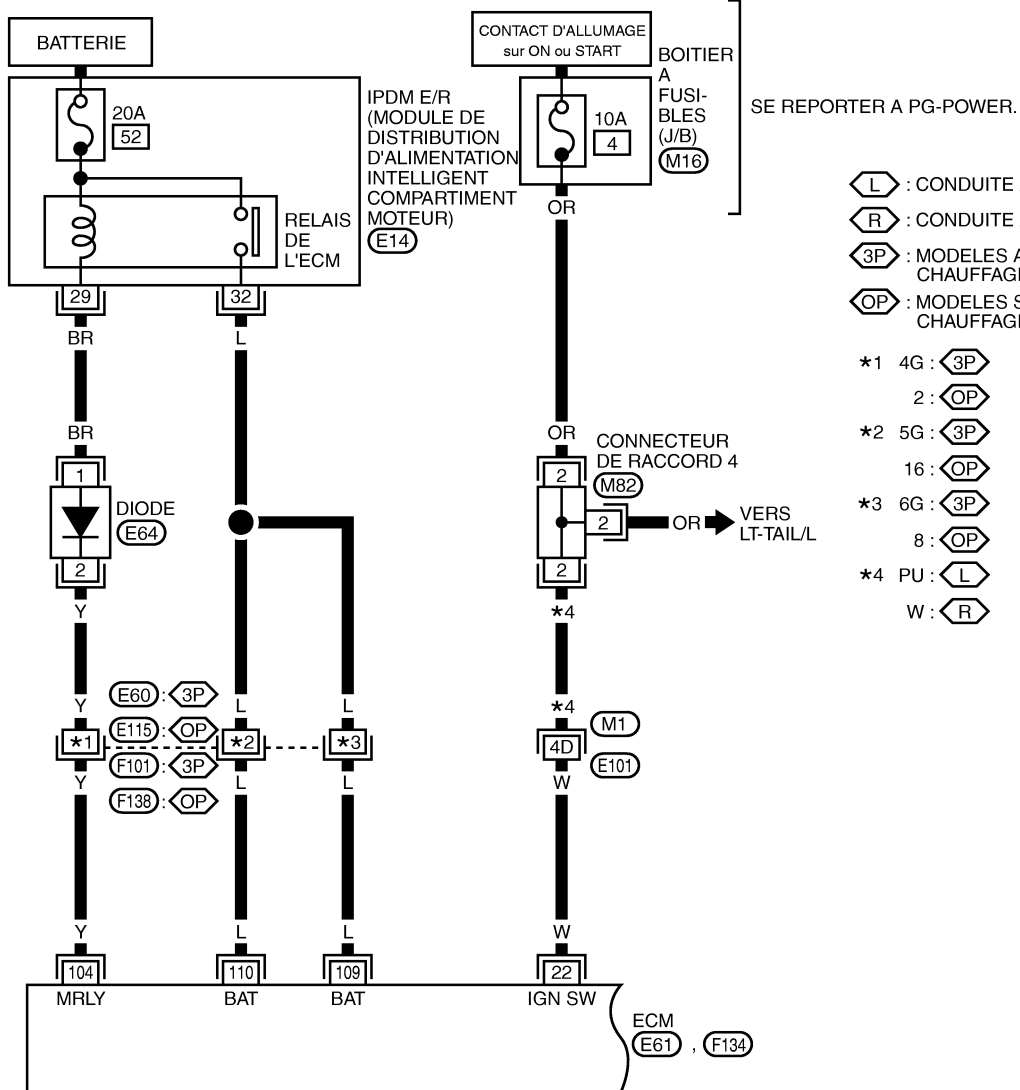 BATTERIE
20A
52
IPDM E/R
(MODULE DE
DISTRIBUTION
D'ALIMENTATION
INTELLIGENT
COMPARTIMENT
MOTEUR)
E14
RELAIS
DE
L'ECM
29
32
BR
L
BR
1
DIODE
E64
2
Y
Y
L
L
E60 : 3P
E115 : OP
F101 : 3P
F138 : OP
*1
*2
*3
Y
L
L
Y
L
L
104
110
109
MRLY
BAT
BAT
CONTACT D'ALLUMAGE
sur ON ou START
BOITIER
A
FUSI-
BLES
(J/B)
M16
10A
4
SE REPORTER A PG-POWER.
OR
OR
CONNECTEUR
DE RACCORD 4
M82
2
2
OR
VERS
LT-TAIL/L
2
*4
*4
M1
4D
E101
W
W
22
IGN SW
ECM
E61 , F134
L : CONDUITE
R : CONDUITE
3P : MODELES A
CHAUFFAG
OP : MODELES S
CHAUFFAG
*1 4G : 3P
2 : OP
*2 5G : 3P
16 : OP
*3 6G : 3P
8 : OP
*4 PU : L
W : R